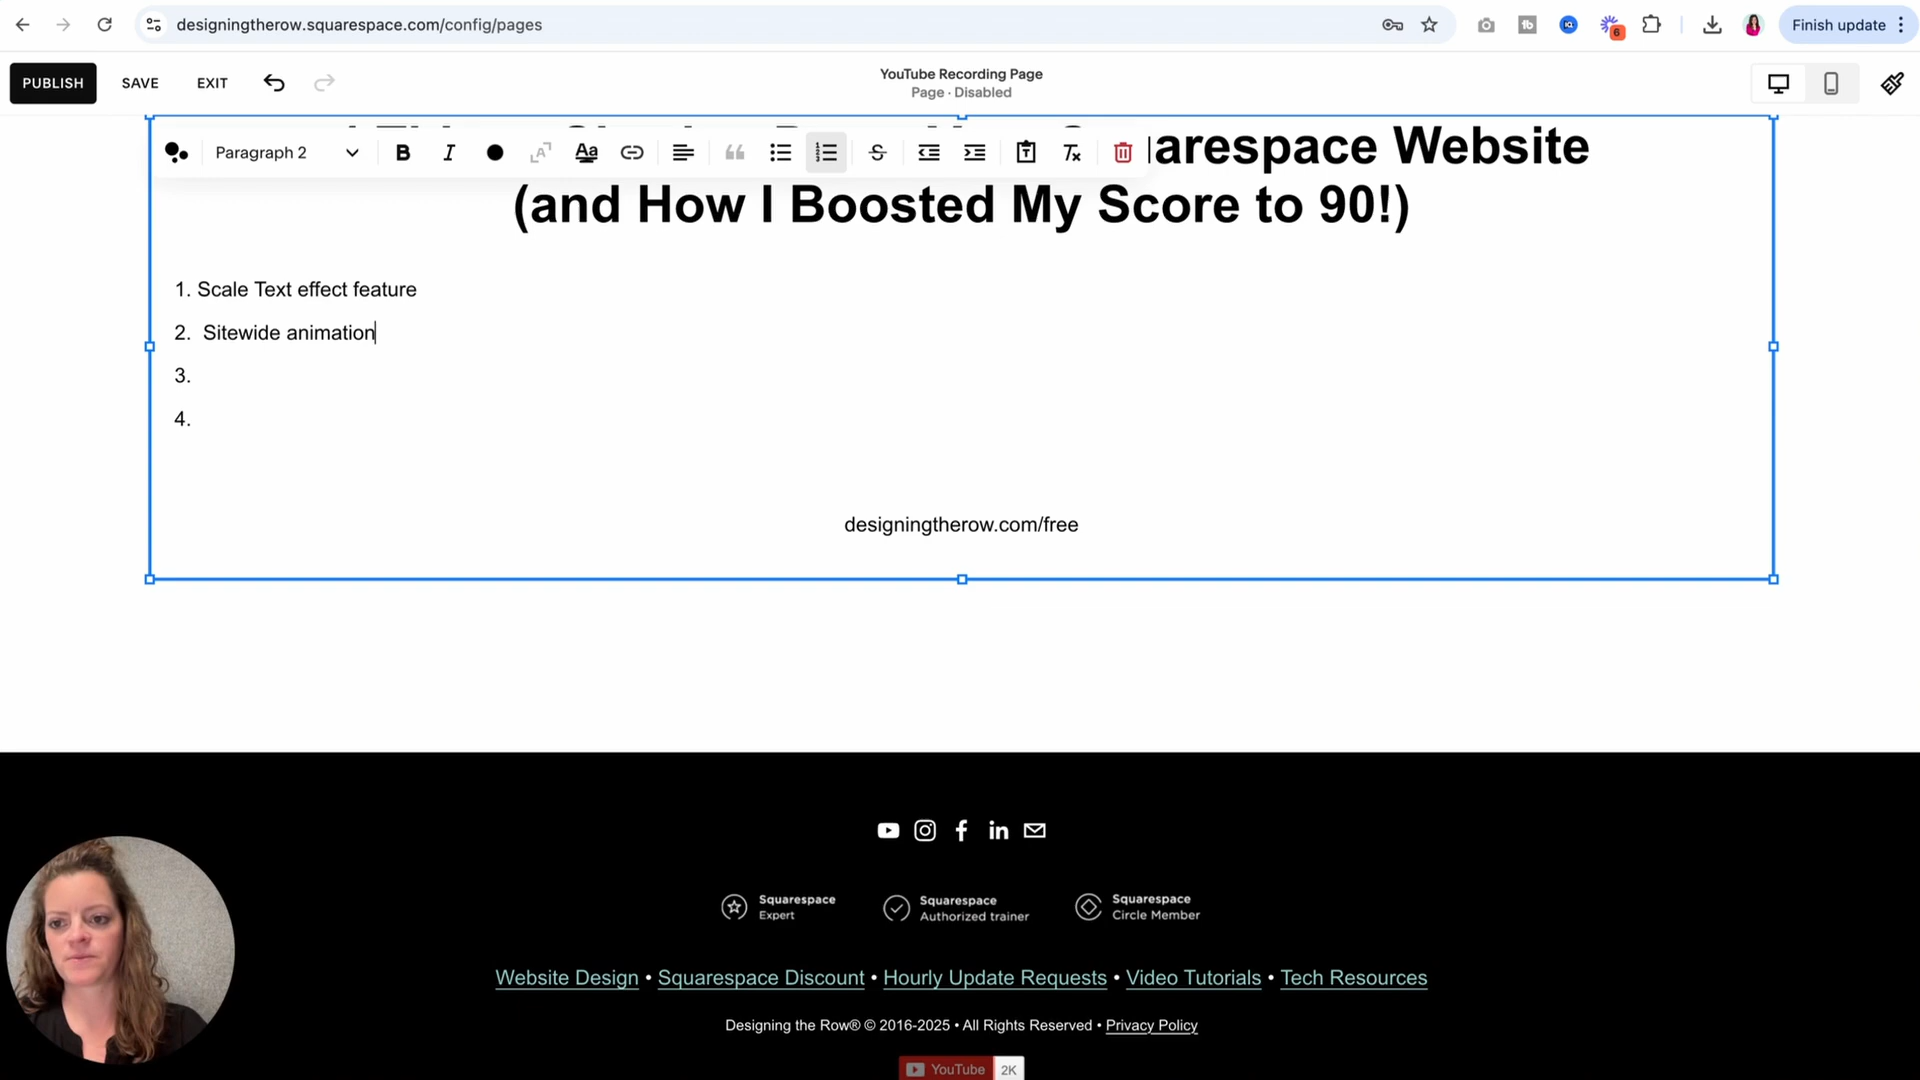 designingtherow.squarespace.com/config/pages
6
Finish update
PUBLISH
SAVE
EXIT
YouTube Recording Page
Page · Disabled
Paragraph 2
arespace Website
(and How I Boosted My Score to 90!)
1. Scale Text effect feature
2. Sitewide animation
3.
4.
designingtherow.com/free
Squarespace
Expert
Squarespace
Authorized trainer
Squarespace
Circle Member
Website Design • Squarespace Discount • Hourly Update Requests • Video Tutorials • Tech Resources
Designing the Row® © 2016-2025 • All Rights Reserved • Privacy Policy
YouTube 2K